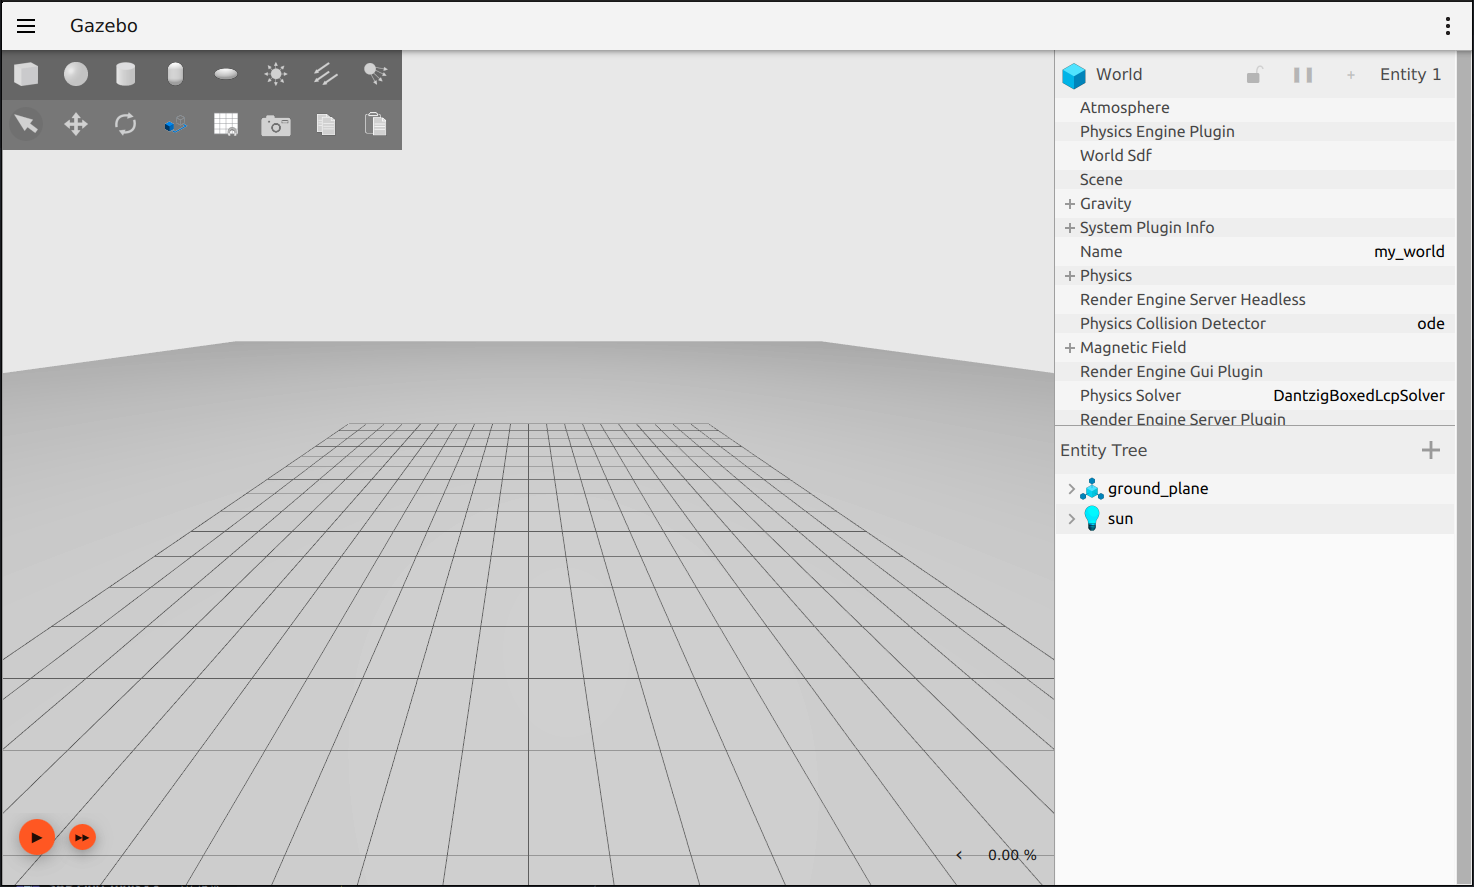 Gazebo
World
Entity 1
Atmosphere
Physics Engine Plugin
World Sdf
Scene
Gravity
System Plugin Info
Name my_world
Physics
Render Engine Server Headless
Physics Collision Detector ode
Magnetic Field
Render Engine Gui Plugin
Physics Solver DantzigBoxedLcpSolver
Render Engine Server Plugin
Entity Tree
ground_plane
sun
0.00 %